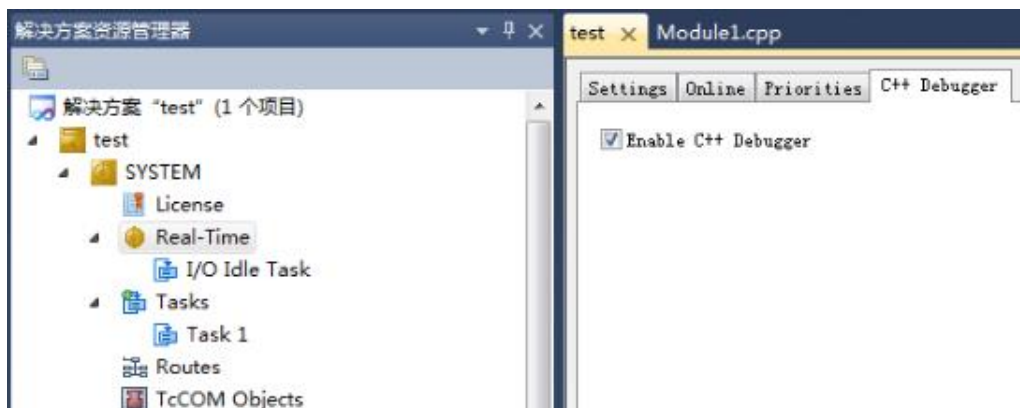 解决方案资源管理器
解决方案 "test" (1 个项目)
test
SYSTEM
License
Real-Time
I/O Idle Task
Tasks
Task 1
Routes
TcCOM Objects
test
Module1.cpp
Settings
Online
Priorities
C++ Debugger
Enable C++ Debugger